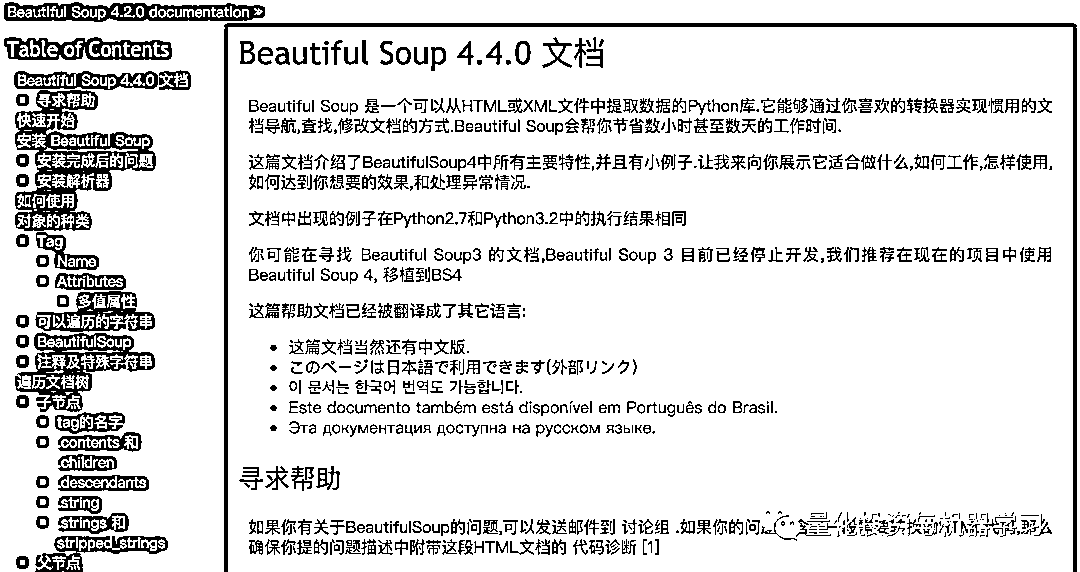 Beautiful Soup 4.2.0 documentation »
Table of Contents
Beautiful Soup 4.4.0 文档
寻求帮助
快速开始
安装 Beautiful Soup
安装完成后的问题
安装解析器
如何使用
对象的种类
Tag
Name
Attributes
多值属性
可以遍历的字符串
BeautifulSoup
注释及特殊字符串
遍历文档树
子节点
tag的名字
.contents 和
.children
.descendants
.string
.strings 和
stripped_strings
父节点
Beautiful Soup 4.4.0 文档
Beautiful Soup 是一个可以从HTML或XML文件中提取数据的Python库.它能够通过你喜欢的转换器实现惯用的文
档导航,查找,修改文档的方式.Beautiful Soup会帮你节省数小时甚至数天的工作时间.
这篇文档介绍了BeautifulSoup4中所有主要特性,并且有小例子.让我来向你展示它适合做什么,如何工作,怎样使用,
如何达到你想要的效果,和处理异常情况.
文档中出现的例子在Python2.7和Python3.2中的执行结果相同
你可能在寻找 Beautiful Soup3 的文档,Beautiful Soup 3 目前已经停止开发,我们推荐在现在的项目中使用
Beautiful Soup 4, 移植到BS4
这篇帮助文档已经被翻译成了其它语言:
这篇文档当然还有中文版.
このページは日本語で利用できます(外部リンク)
이 문서는 한국어 번역도 가능합니다.
Este documento também está disponível em Português do Brasil.
Эта документация доступна на русском языке.
寻求帮助
如果你有关于BeautifulSoup的问题,可以发送邮件到 讨论组 .如果你的问题
量化投资与机器学习
那么
确保你提的问题描述中附带这段HTML文档的 代码诊断 [1]